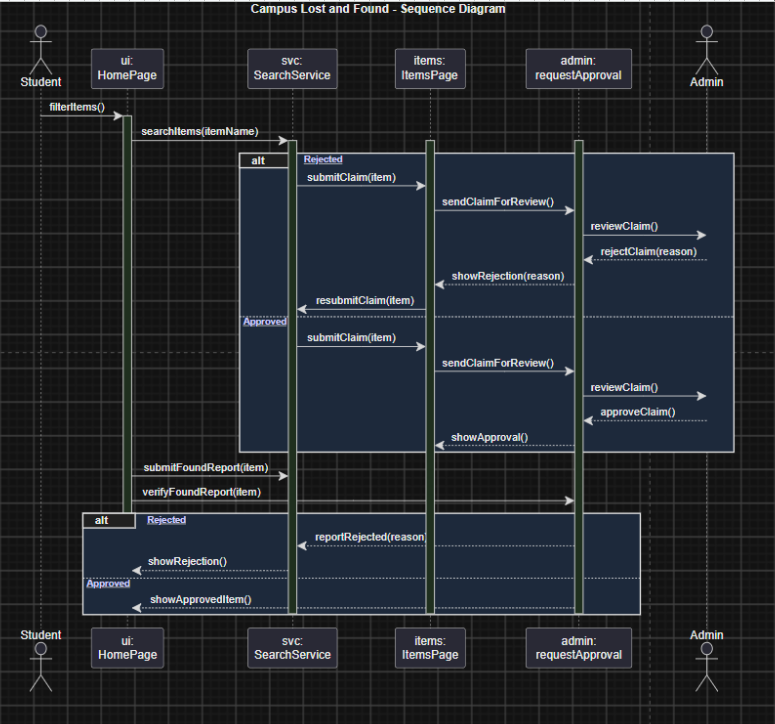 Campus Lost and Found - Sequence Diagram
Student
ui:
HomePage
svc:
SearchService
items:
ItemsPage
admin:
requestApproval
Admin
filterItems()
searchItems(itemName)
alt
Rejected
submitClaim(item)
sendClaimForReview()
reviewClaim()
rejectClaim(reason)
showRejection(reason)
resubmitClaim(item)
Approved
submitClaim(item)
sendClaimForReview()
reviewClaim()
approveClaim()
showApproval()
submitFoundReport(item)
verifyFoundReport(item)
alt
Rejected
reportRejected(reason)
showRejection()
Approved
showApprovedItem()
Student
ui:
HomePage
svc:
SearchService
items:
ItemsPage
admin:
requestApproval
Admin